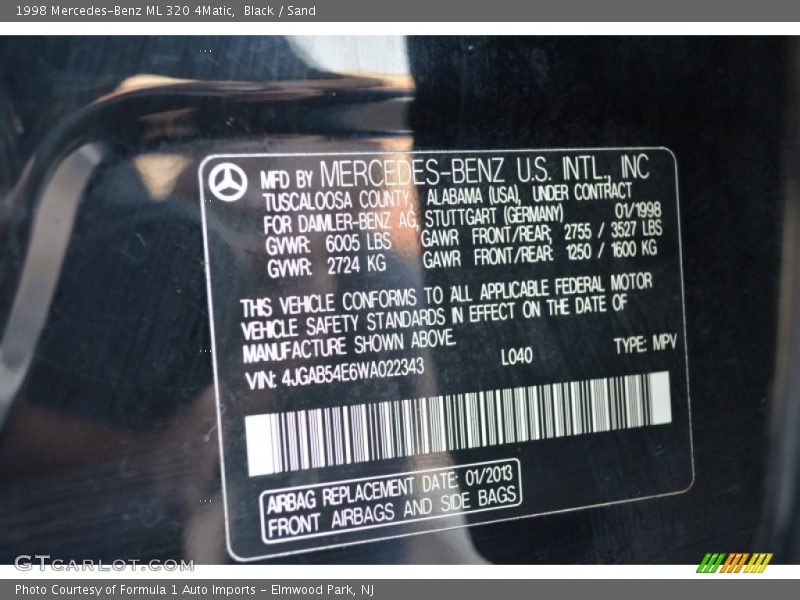 1998 Mercedes-Benz ML 320 4Matic, Black / Sand
MFD BY MERCEDES-BENZ U.S. INTL., INC
TUSCALOOSA COUNTY, ALABAMA (USA), UNDER CONTRACT
FOR DAIMLER-BENZ AG, STUTTGART (GERMANY) 01/1998
GVWR: 6005 LBS GAWR FRONT/REAR: 2755 / 3527 LBS
GVWR: 2724 KG GAWR FRONT/REAR: 1250 / 1600 KG
THIS VEHICLE CONFORMS TO ALL APPLICABLE FEDERAL MOTOR
VEHICLE SAFETY STANDARDS IN EFFECT ON THE DATE OF
MANUFACTURE SHOWN ABOVE.
VIN: 4JGAB54E6WA022343 L040 TYPE: MPV
AIRBAG REPLACEMENT DATE: 01/2013
FRONT AIRBAGS AND SIDE BAGS
GTcarlot.com
Photo Courtesy of Formula 1 Auto Imports - Elmwood Park, NJ